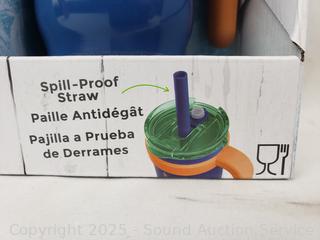 Spill-Proof
Straw
Paille Antidégât
Pajilla a Prueba
de Derrames
Copyright 2025 - Sound Auction Service